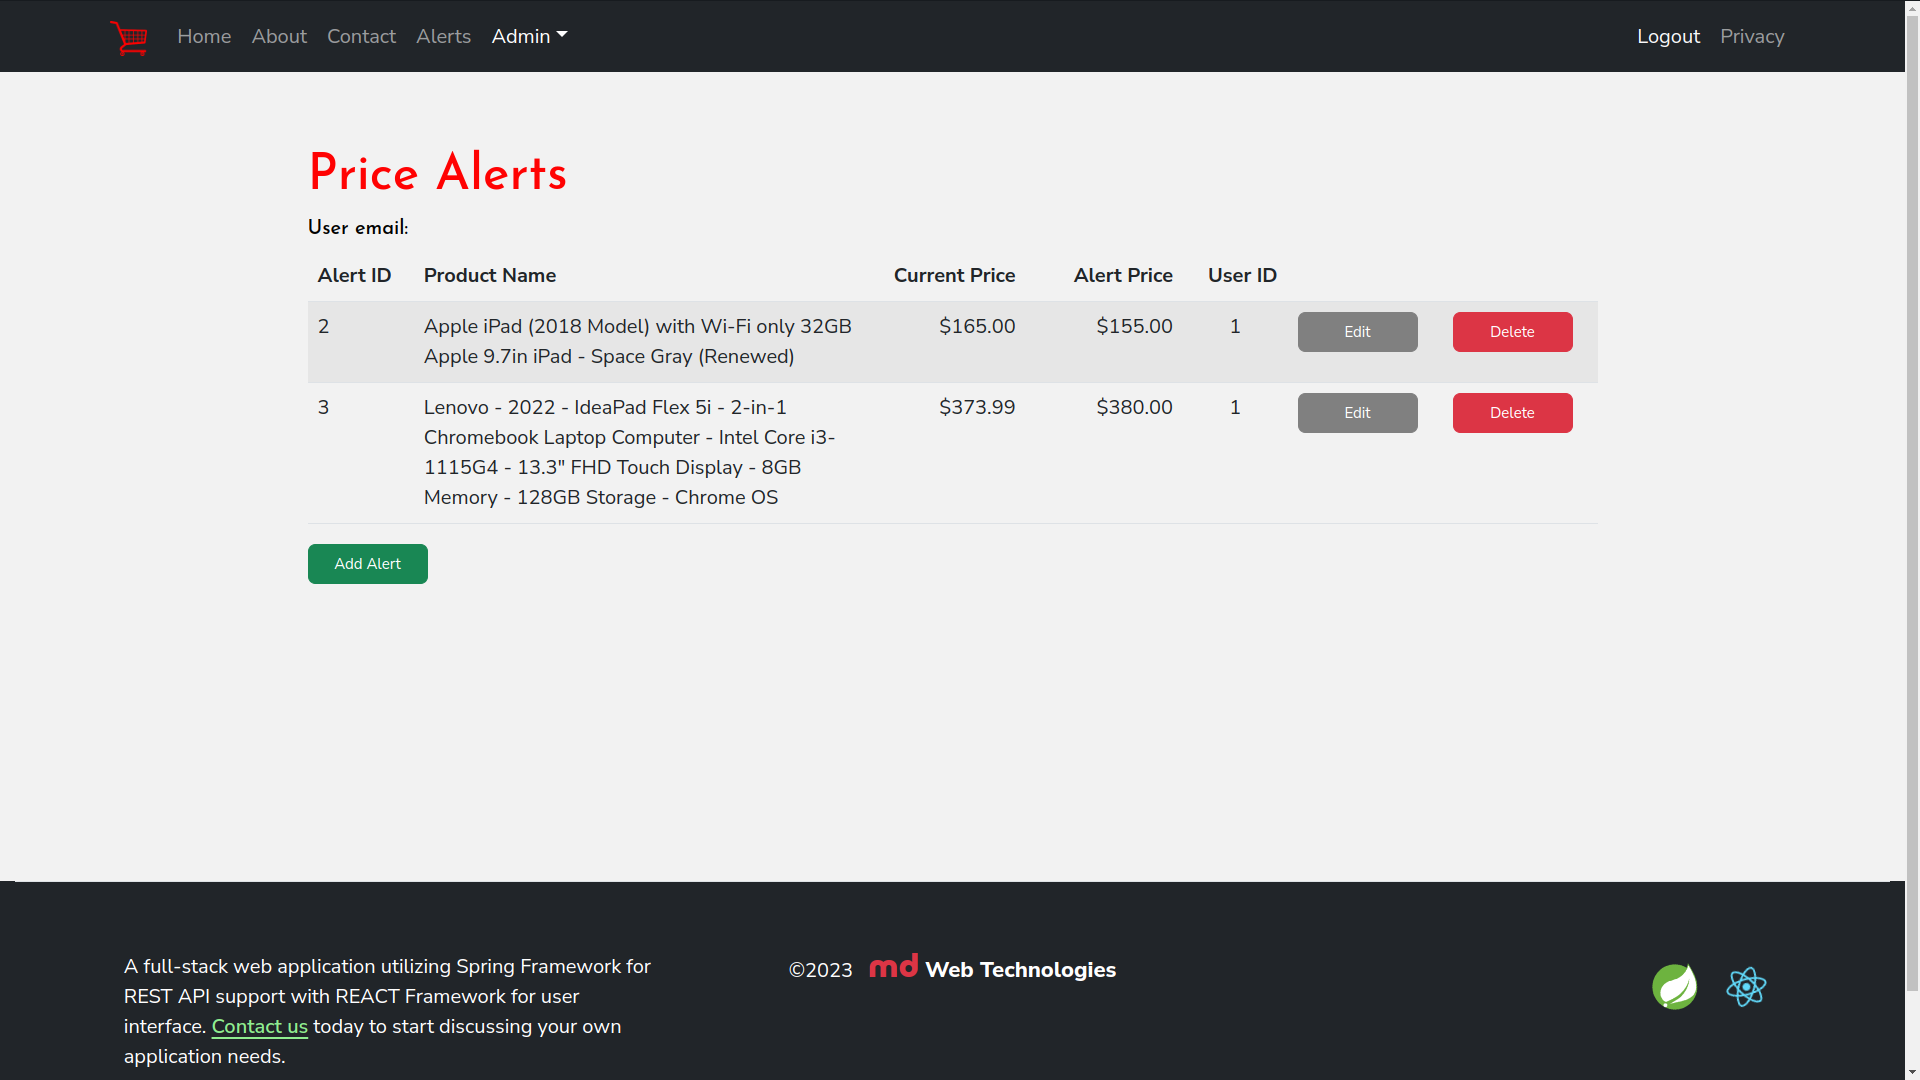 Home About Contact Alerts Admin Logout Privacy
Price Alerts
User email:
Alert ID Product Name Current Price Alert Price User ID
2 Apple iPad (2018 Model) with Wi-Fi only 32GB $165.00 $155.00 1 Edit Delete
Apple 9.7in iPad - Space Gray (Renewed)
3 Lenovo - 2022 - IdeaPad Flex 5i - 2-in-1 $373.99 $380.00 1 Edit Delete
Chromebook Laptop Computer - Intel Core i3-
1115G4 - 13.3" FHD Touch Display - 8GB
Memory - 128GB Storage - Chrome OS
Add Alert
A full-stack web application utilizing Spring Framework for
REST API support with REACT Framework for user
interface. Contact us today to start discussing your own
application needs.
©2023 md Web Technologies